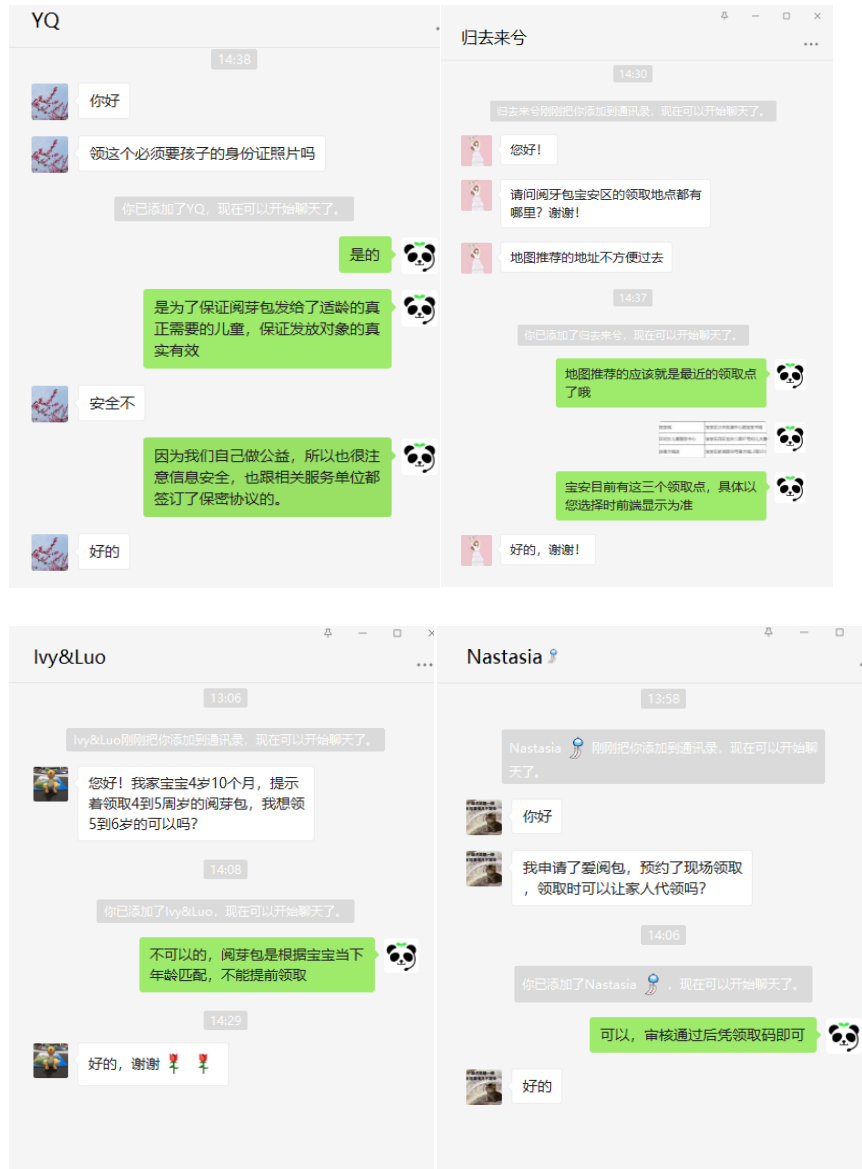 YQ
14:38
你好
领这个必须要孩子的身份证照片吗
你已添加了YQ，现在可以开始聊天了。
是的
是为了保证阅芽包发给了适龄的真
正需要的儿童，保证发放对象的真
实有效
安全不
因为我们自己做公益，所以也很注
意信息安全，也跟相关服务单位都
签订了保密协议的。
好的
归去来兮
14:30
归去来兮刚刚把你添加到通讯录，现在可以开始聊天了。
您好！
请问阅牙包宝安区的领取地点都有
哪里？谢谢！
地图推荐的地址不方便过去
14:37
你已添加了归去来兮，现在可以开始聊天了。
地图推荐的应该就是最近的领取点
了哦
宝安目前有这三个领取点，具体以
您选择时前端显示为准
好的，谢谢！
Ivy&Luo
13:06
Ivy&Luo刚刚把你添加到通讯录，现在可以开始聊天了。
您好！我家宝宝4岁10个月，提示
着领取4到5周岁的阅芽包，我想领
5到6岁的可以吗？
14:08
你已添加了Ivy&Luo，现在可以开始聊天了。
不可以的，阅芽包是根据宝宝当下
年龄匹配，不能提前领取
14:29
好的，谢谢
Nastasia
13:58
Nastasia 刚刚把你添加到通讯录，现在可以开始聊
天了。
你好
我申请了爱阅包，预约了现场领取
，领取时可以让家人代领吗？
14:06
你已添加了Nastasia ，现在可以开始聊天了。
可以，审核通过后凭领取码即可
好的